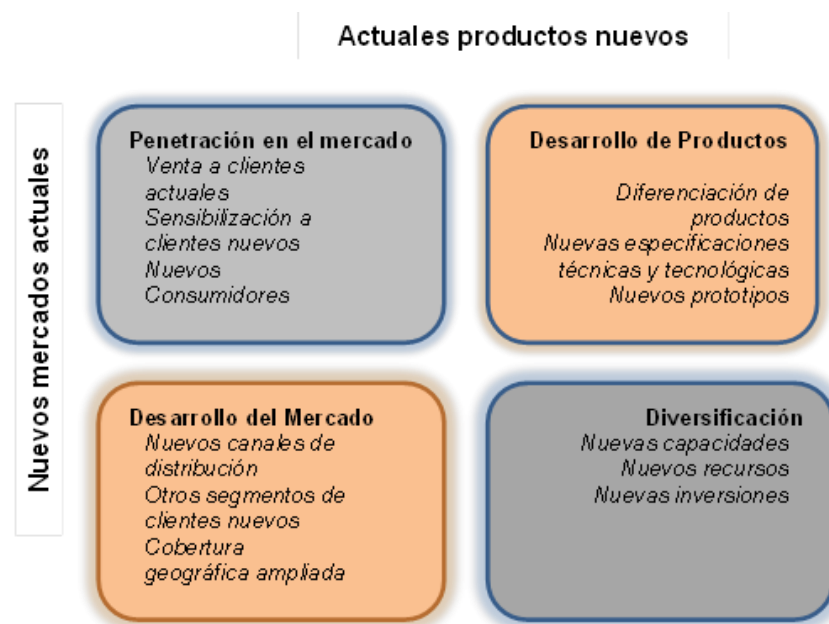 Actuales productos nuevos
Nuevos mercados actuales
Penetración en el mercado
Venta a clientes
actuales
Sensibilización a
clientes nuevos
Nuevos
Consumidores
Desarrollo de Productos
Diferenciación de
productos
Nuevas especificaciones
técnicas y tecnológicas
Nuevos prototipos
Desarrollo del Mercado
Nuevos canales de
distribución
Otros segmentos de
clientes nuevos
Cobertura
geográfica ampliada
Diversificación
Nuevas capacidades
Nuevos recursos
Nuevas inversiones